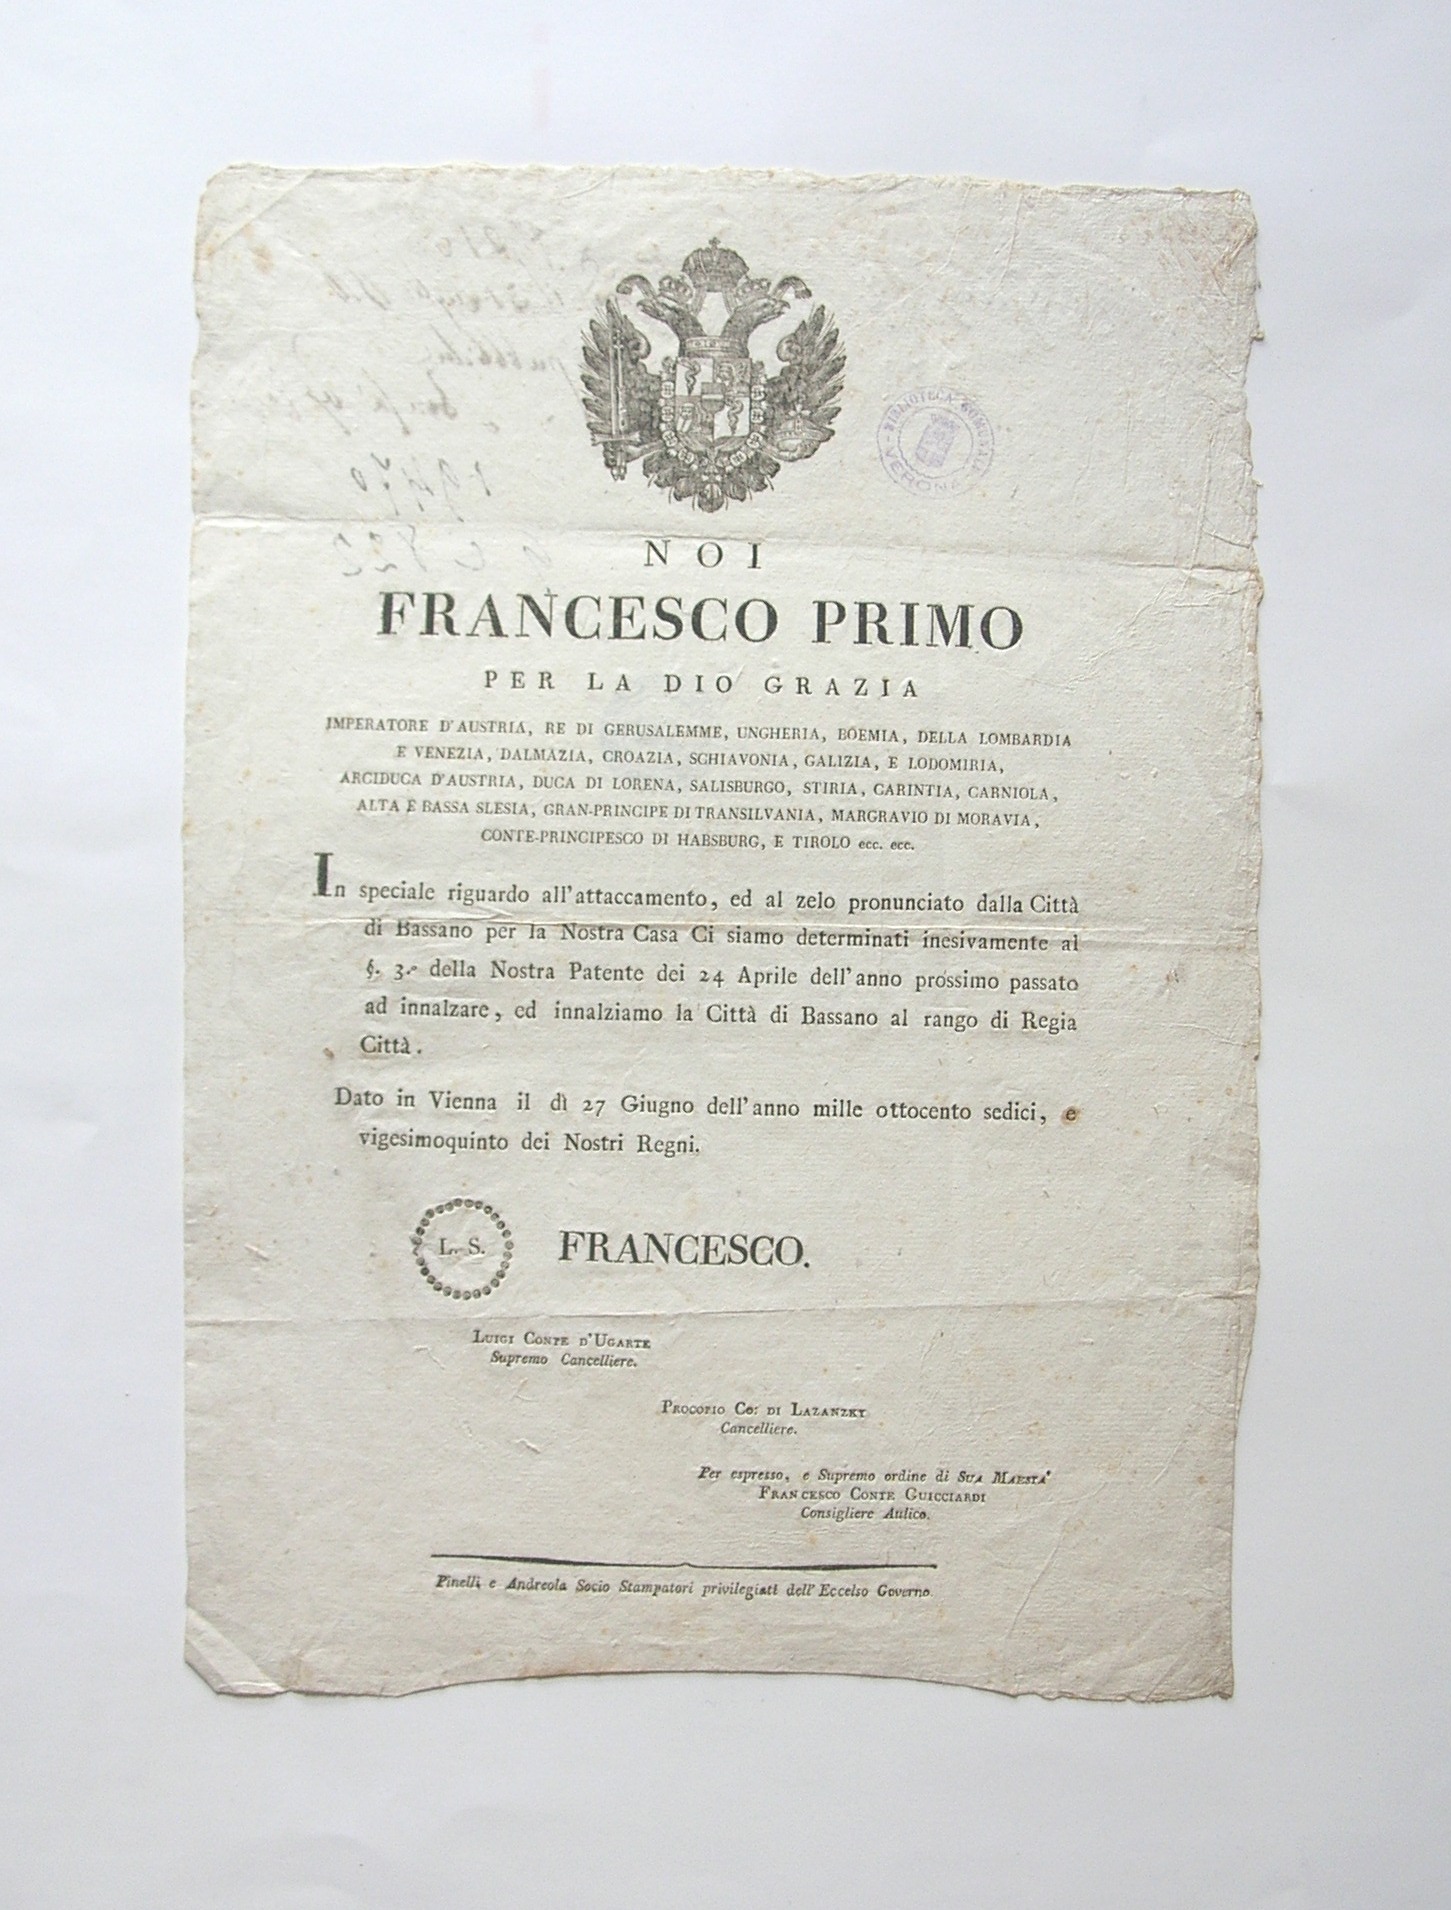 BIBLIOTECA COMUNALE
VERONA
NOI
FRANCESCO PRIMO
PER LA DIO GRAZIA
IMPERATORE D'AUSTRIA, RE DI GERUSALEMME, UNGHERIA, BOEMIA, DELLA LOMBARDIA
E VENEZIA, DALMAZIA, CROAZIA, SCHIAVONIA, GALIZIA, E LODOMIRIA,
ARCIDUCA D'AUSTRIA, DUCA DI LORENA, SALISBURGO, STIRIA, CARINTIA, CARNIOLA,
ALTA E BASSA SLESIA, GRAN-PRINCIPE DI TRANSILVANIA, MARGRAVIO DI MORAVIA,
CONTE-PRINCIPESCO DI HABSBURG, E TIROLO ecc. ecc.
In speciale riguardo all'attaccamento, ed al zelo pronunciato dalla Città
di Bassano per la Nostra Casa Ci siamo determinati inesivamente al
§. 3.° della Nostra Patente dei 24 Aprile dell'anno prossimo passato
ad innalzare, ed innalziamo la Città di Bassano al rango di Regia
Città.
Dato in Vienna il dì 27 Giugno dell'anno mille ottocento sedici, e
vigesimoquinto dei Nostri Regni.
L. S. FRANCESCO.
LUIGI CONTE D'UGARTE
Supremo Cancelliere.
PROCOPIO CO: DI LAZANZKY
Cancelliere.
Per espresso, e Supremo ordine di SUA MAESTA'
FRANCESCO CONTE GUICCIARDI
Consigliere Aulico.
Pinelli e Andreola Socio Stampatori privilegiati dell'Eccelso Governo.